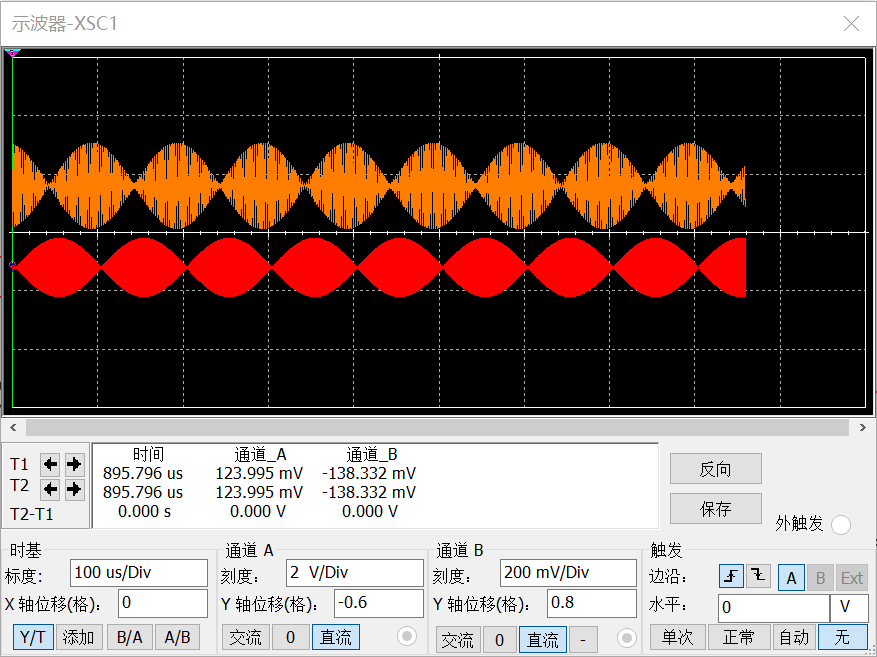 示波器-XSC1
时间 通道_A 通道_B
T1 895.796 us 123.995 mV -138.332 mV
T2 895.796 us 123.995 mV -138.332 mV
T2-T1 0.000 s 0.000 V 0.000 V
反向
保存
外触发
时基 通道 A 通道 B 触发
标度： 100 us/Div 刻度： 2 V/Div 刻度： 200 mV/Div 边沿： A B Ext
X 轴位移(格)： 0 Y 轴位移(格)： -0.6 Y 轴位移(格)： 0.8 水平： 0 V
Y/T 添加 B/A A/B 交流 0 直流 交流 0 直流 - 单次 正常 自动 无